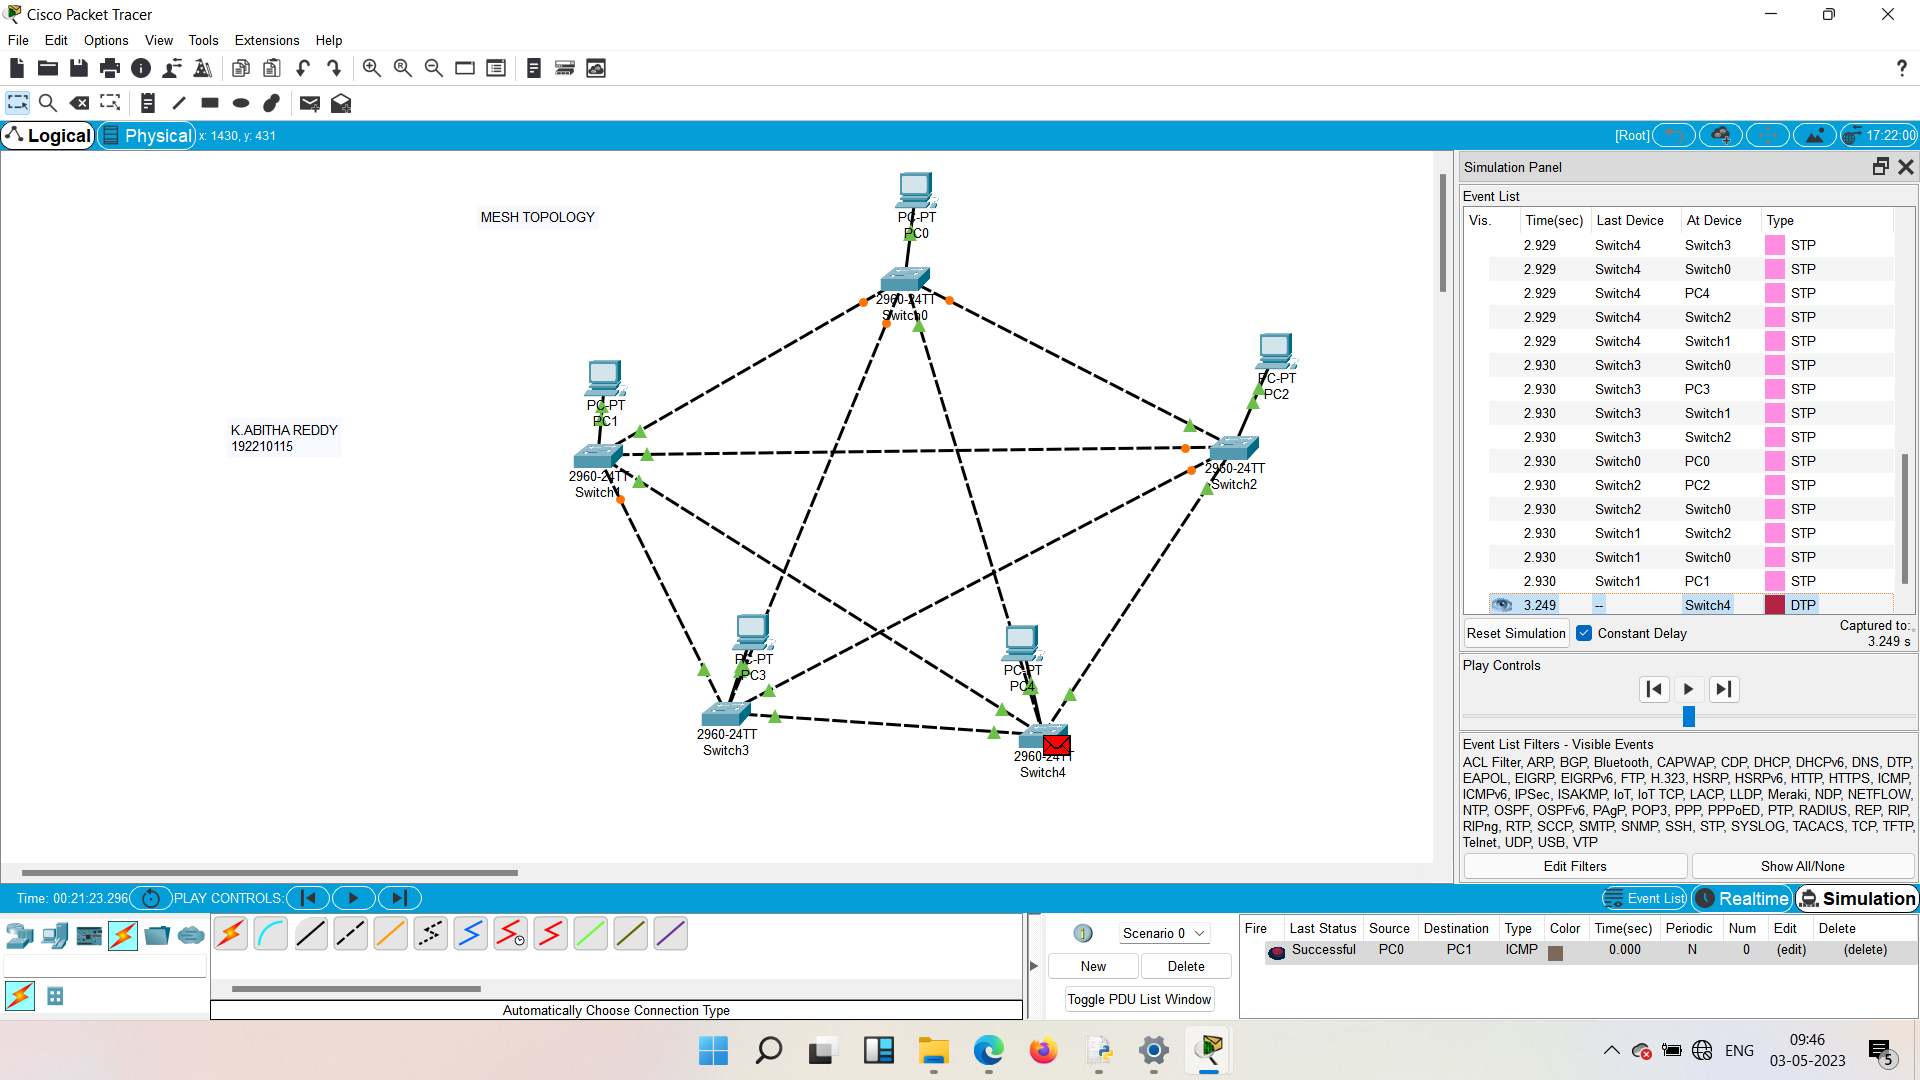 Cisco Packet Tracer
File Edit Options View Tools Extensions Help
?
Logical Physical x: 1430, y: 431
[Root] 17:22:00
MESH TOPOLOGY
K.ABITHA REDDY
192210115
PC-PT
PC0
2960-24TT
Switch0
PC-PT
PC1
2960-24TT
Switch1
PC-PT
PC2
2960-24TT
Switch2
PC-PT
PC3
2960-24TT
Switch3
PC-PT
PC4
2960-24TT
Switch4
Simulation Panel
Event List
Vis. Time(sec) Last Device At Device Type
2.929 Switch4 Switch3 STP
2.929 Switch4 Switch0 STP
2.929 Switch4 PC4 STP
2.929 Switch4 Switch2 STP
2.929 Switch4 Switch1 STP
2.930 Switch3 Switch0 STP
2.930 Switch3 PC3 STP
2.930 Switch3 Switch1 STP
2.930 Switch3 Switch2 STP
2.930 Switch0 PC0 STP
2.930 Switch2 PC2 STP
2.930 Switch2 Switch0 STP
2.930 Switch1 Switch2 STP
2.930 Switch1 Switch0 STP
2.930 Switch1 PC1 STP
3.249 -- Switch4 DTP
Reset Simulation Constant Delay Captured to:
3.249 s
Play Controls
Event List Filters - Visible Events
ACL Filter, ARP, BGP, Bluetooth, CAPWAP, CDP, DHCP, DHCPv6, DNS, DTP,
EAPOL, EIGRP, EIGRPv6, FTP, H.323, HSRP, HSRPv6, HTTP, HTTPS, ICMP,
ICMPv6, IPSec, ISAKMP, IoT, IoT TCP, LACP, LLDP, Meraki, NDP, NETFLOW,
NTP, OSPF, OSPFv6, PAgP, POP3, PPP, PPPoED, PTP, RADIUS, REP, RIP,
RIPng, RTP, SCCP, SMTP, SNMP, SSH, STP, SYSLOG, TACACS, TCP, TFTP,
Telnet, UDP, USB, VTP
Edit Filters Show All/None
Time: 00:21:23.296 PLAY CONTROLS:
Event List Realtime Simulation
Automatically Choose Connection Type
Scenario 0
New Delete
Toggle PDU List Window
Fire Last Status Source Destination Type Color Time(sec) Periodic Num Edit Delete
Successful PC0 PC1 ICMP 0.000 N 0 (edit) (delete)
ENG
09:46
03-05-2023
5